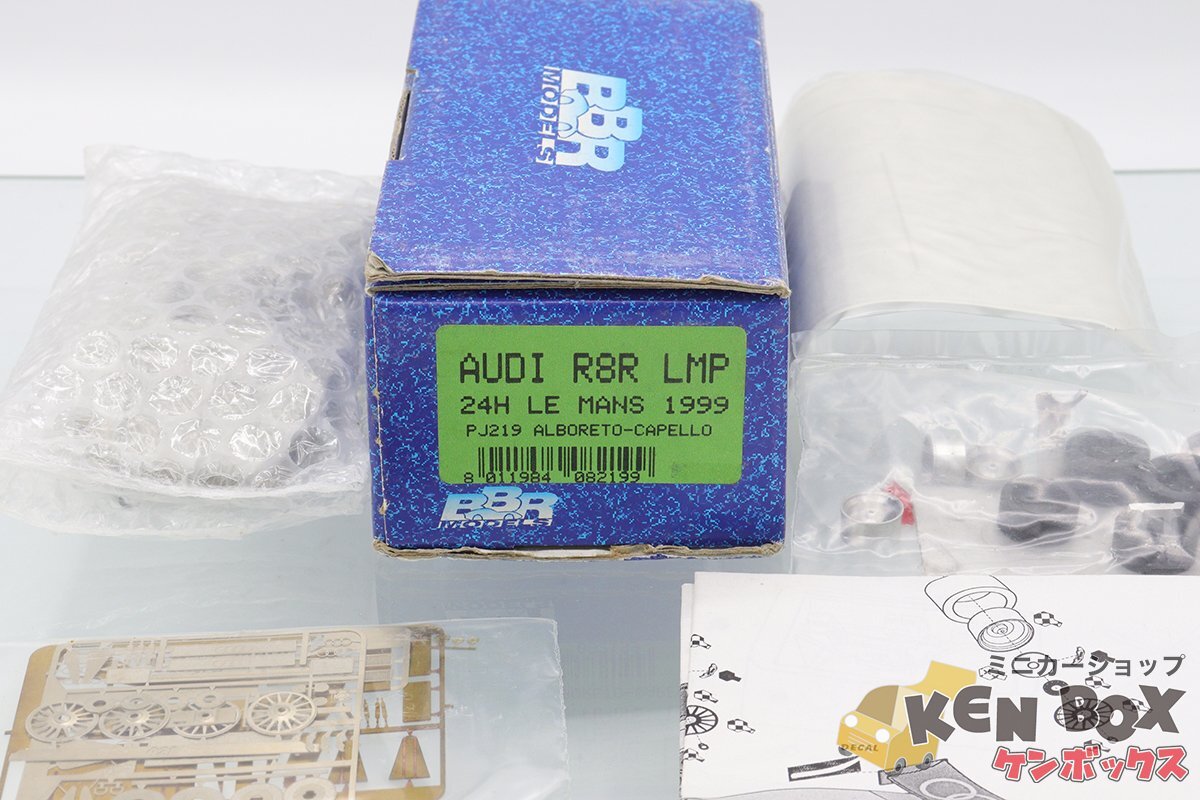 BBR
MODELS
AUDI R8R LMP
24H LE MANS 1999
PJ219 ALBORETO-CAPELLO
8 011984 082199
BBR
MODELS
ミニカーショップ
KEN BOX
DECAL
ケンボックス